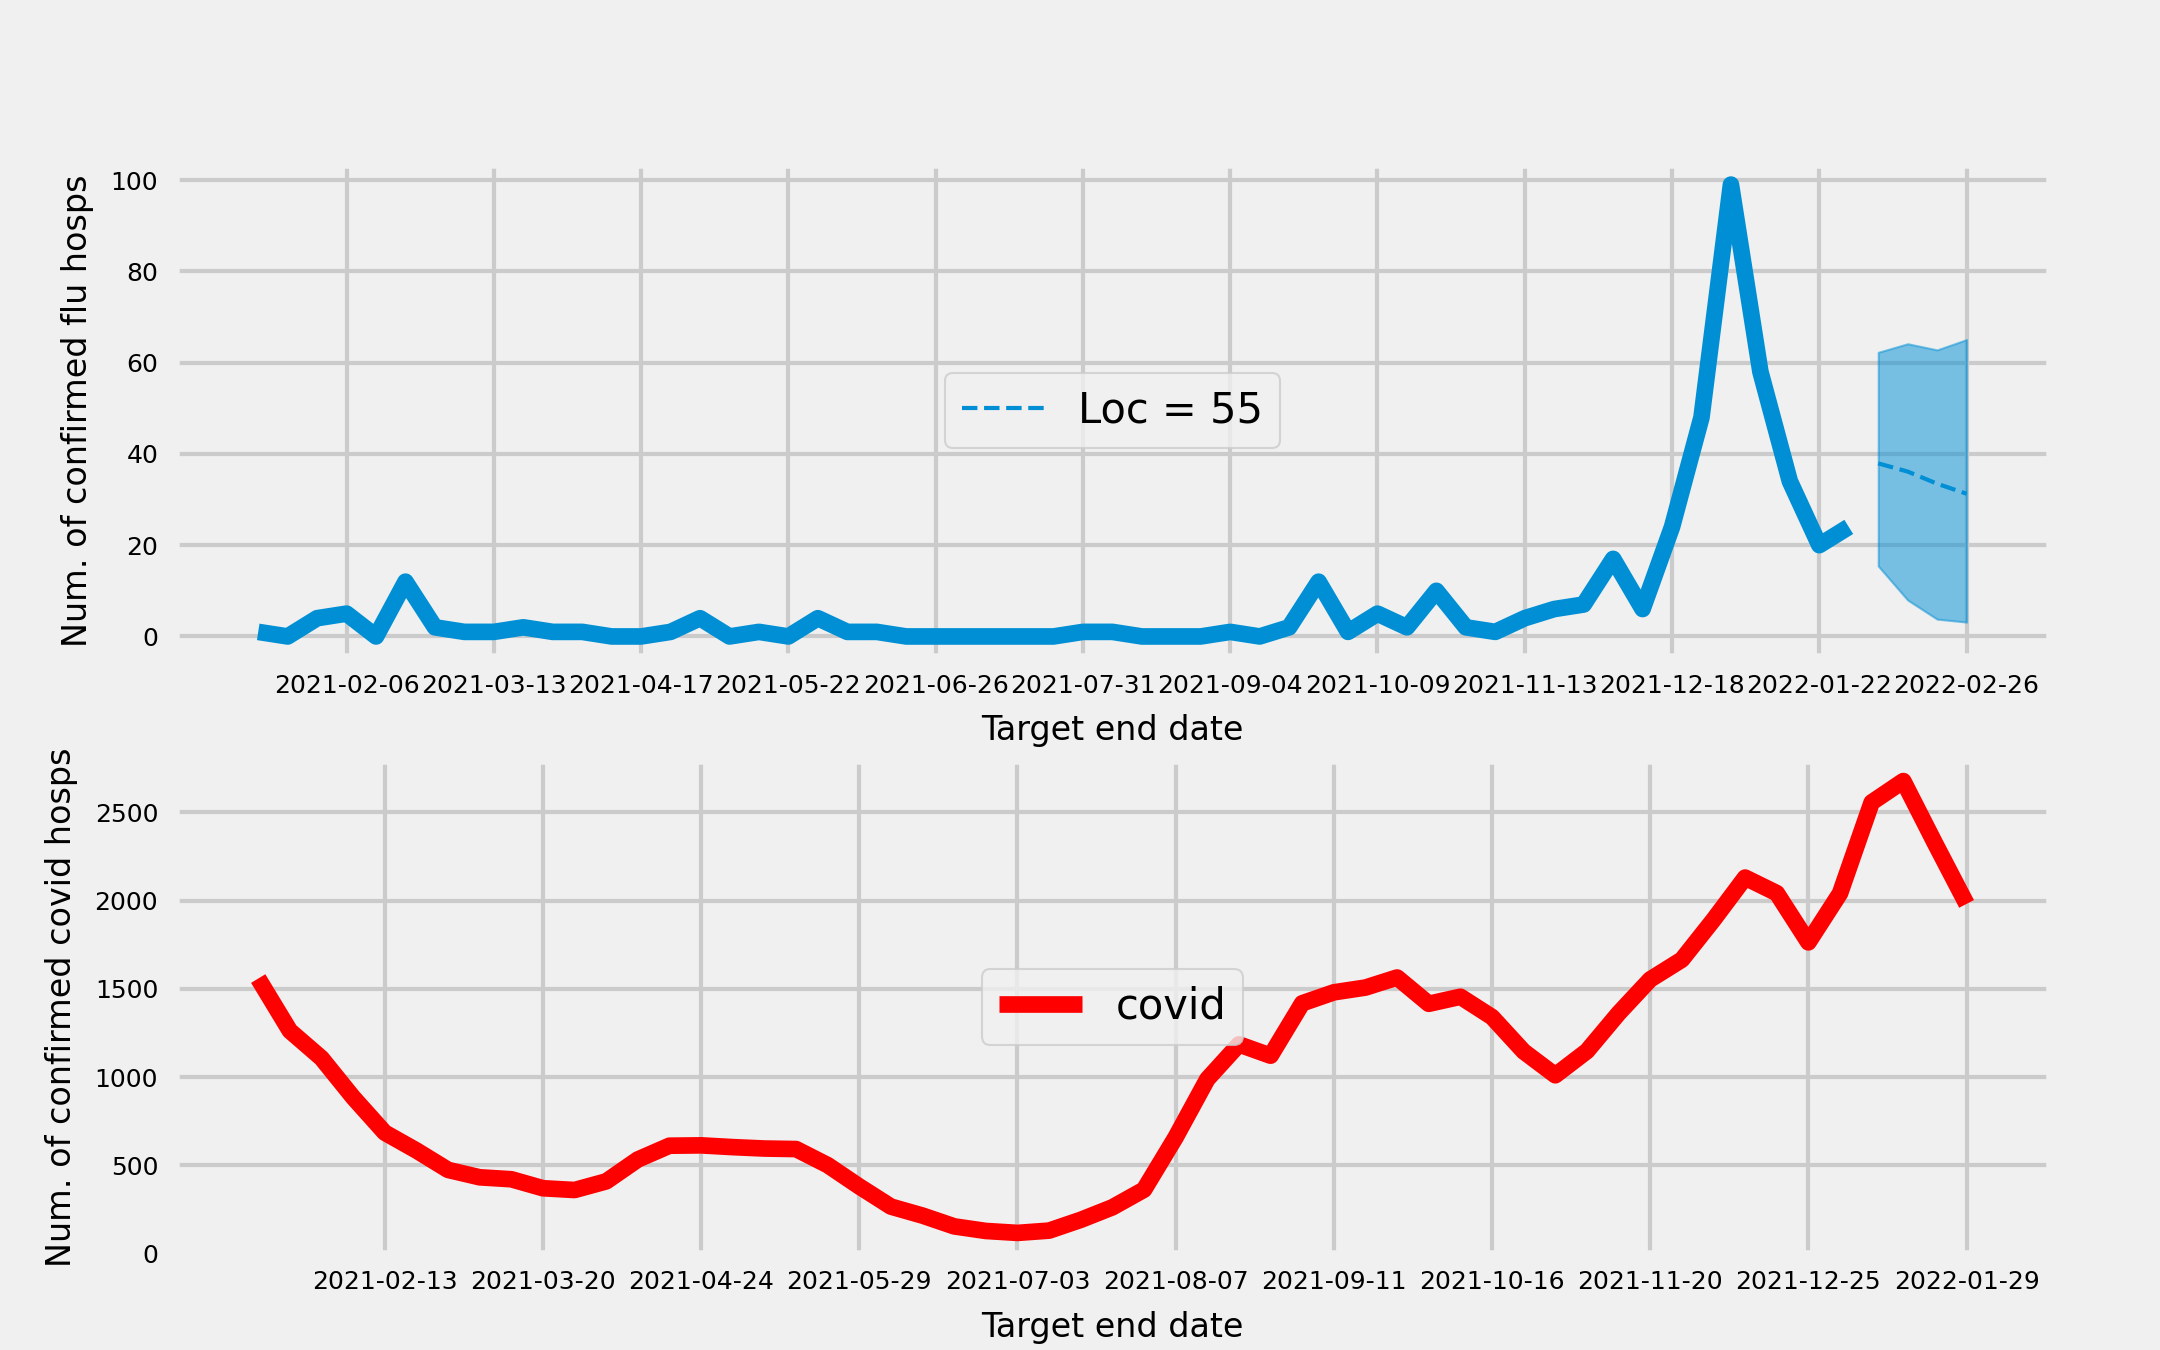 Num. of confirmed flu hosps
100
80
60
40
20
0
Loc = 55
2021-02-06 2021-03-13 2021-04-17 2021-05-22 2021-06-26 2021-07-31 2021-09-04 2021-10-09 2021-11-13 2021-12-18 2022-01-22 2022-02-26
Target end date
Num. of confirmed covid hosps
2500
2000
1500
1000
500
0
covid
2021-02-13 2021-03-20 2021-04-24 2021-05-29 2021-07-03 2021-08-07 2021-09-11 2021-10-16 2021-11-20 2021-12-25 2022-01-29
Target end date